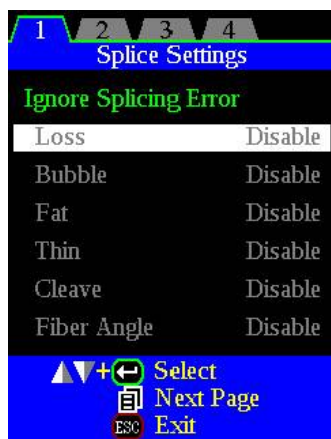 1 2 3 4
Splice Settings
Ignore Splicing Error
Loss Disable
Bubble Disable
Fat Disable
Thin Disable
Cleave Disable
Fiber Angle Disable
+ Select
Next Page
ESC Exit